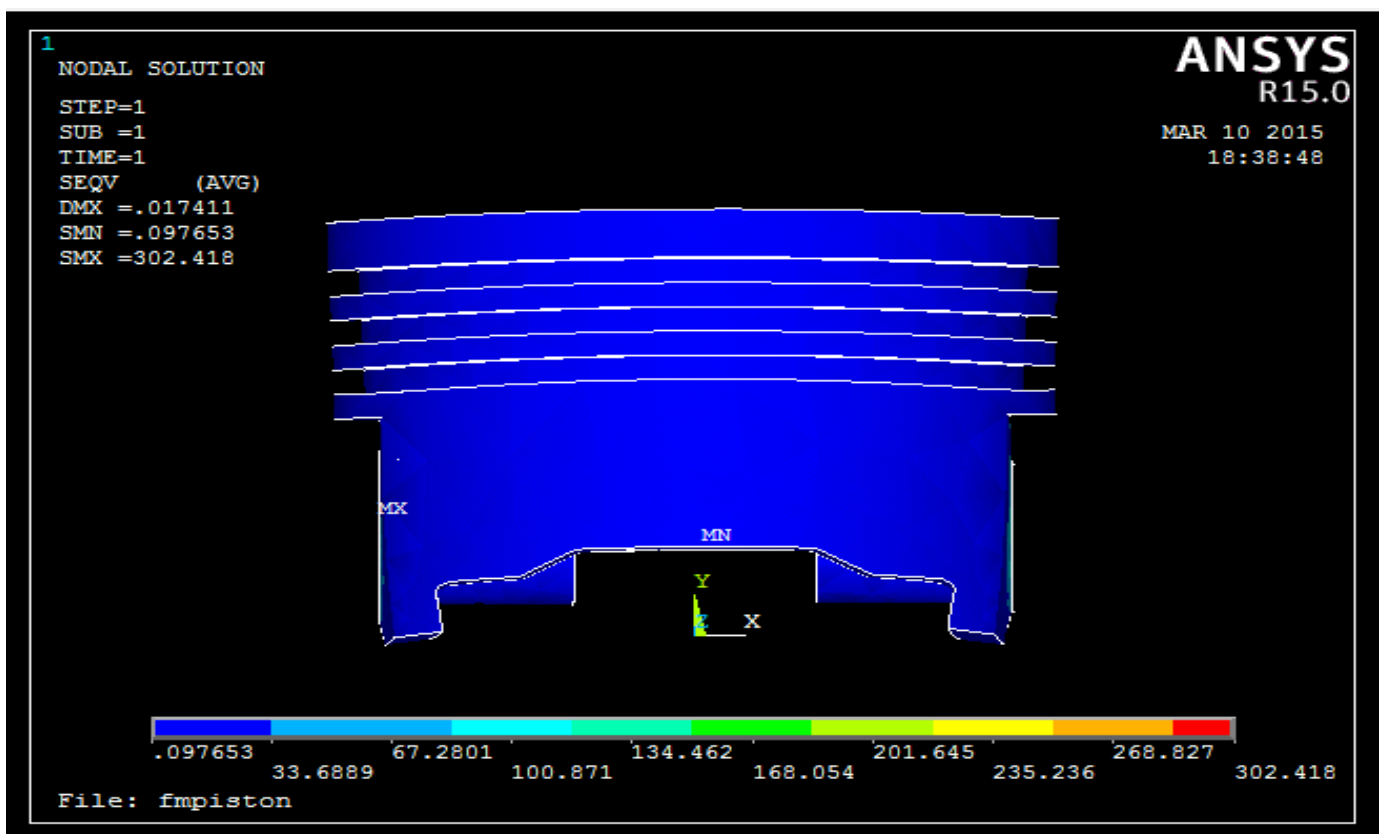 1
NODAL SOLUTION
STEP=1
SUB =1
TIME=1
SEQV (AVG)
DMX =.017411
SMN =.097653
SMX =302.418
ANSYS
R15.0
MAR 10 2015
18:38:48
MX
MN
Y
Z X
.097653 67.2801 134.462 201.645 268.827
33.6889 100.871 168.054 235.236 302.418
File: fmpiston